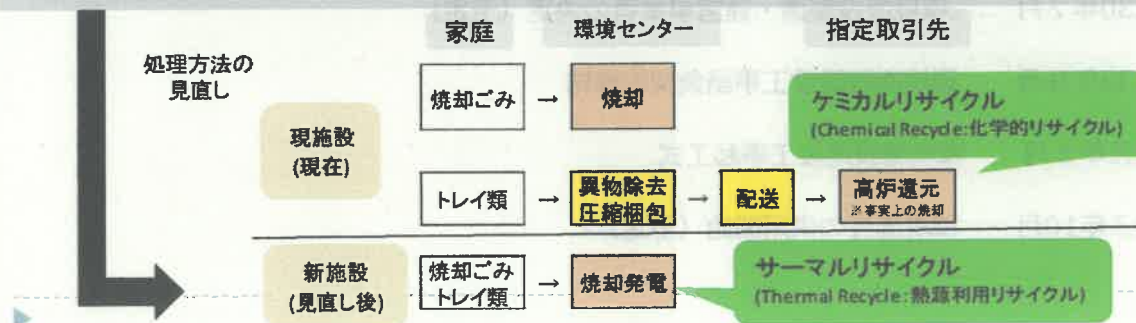 家庭
環境センター
指定取引先
処理方法の
見直し
現施設
(現在)
焼却ごみ → 焼却
ケミカルリサイクル
(Chemical Recycle:化学的リサイクル)
トレイ類 → 異物除去
圧縮梱包 → 配送 → 高炉還元
※事実上の焼却
新施設
(見直し後)
焼却ごみ
トレイ類 → 焼却発電
サーマルリサイクル
(Thermal Recycle:熱源利用リサイクル)